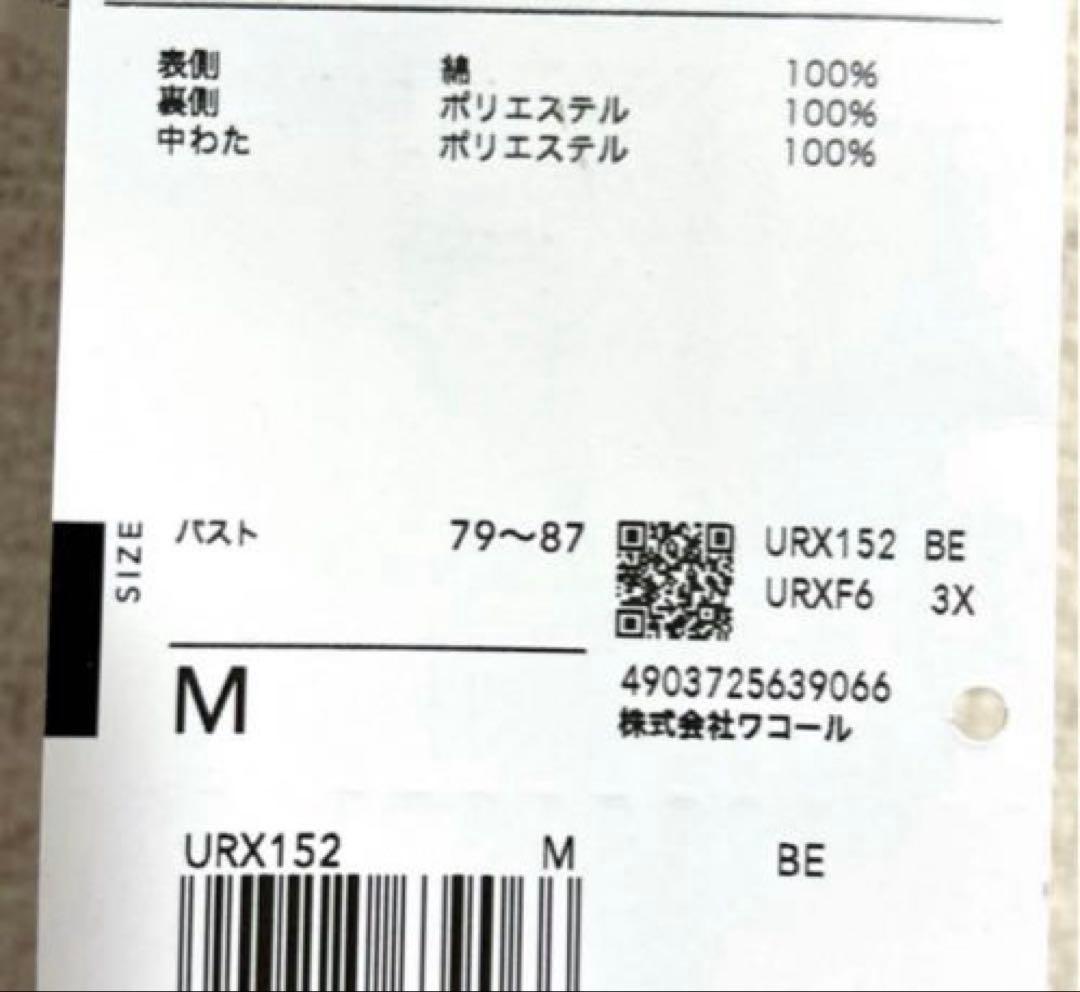 表側 綿 100%
裏側 ポリエステル 100%
中わた ポリエステル 100%
SIZE
バスト 79〜87
M
URX152 BE
URXF6 3X
4903725639066
株式会社ワコール
URX152 M BE